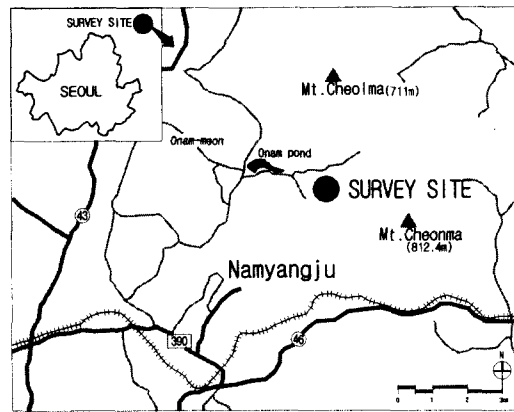 SURVEY SITE
SEOUL
Mt.Cheolma(711m)
Onam-meon
Onam pond
SURVEY SITE
43
Mt.Cheonma
(812.4m)
Namyangju
390
46
N
0 1 2 3㎞